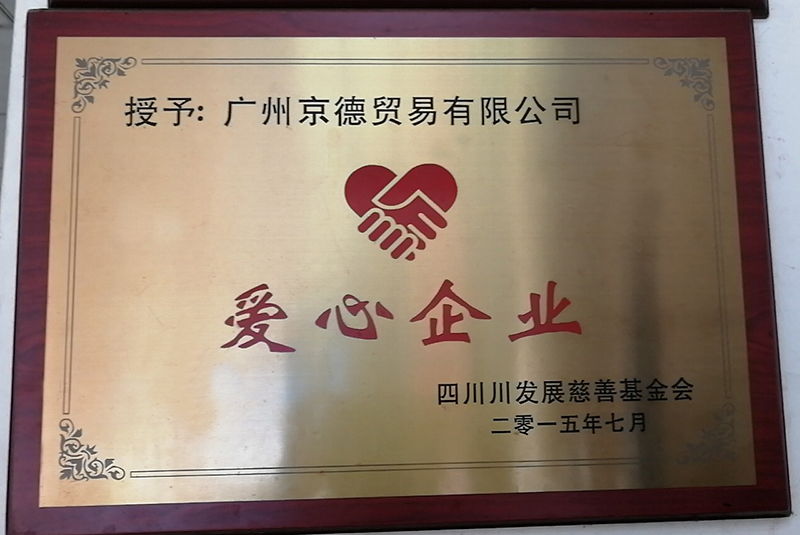 授予: 广州京德贸易有限公司
爱心企业
四川川发展慈善基金会
二零一五年七月